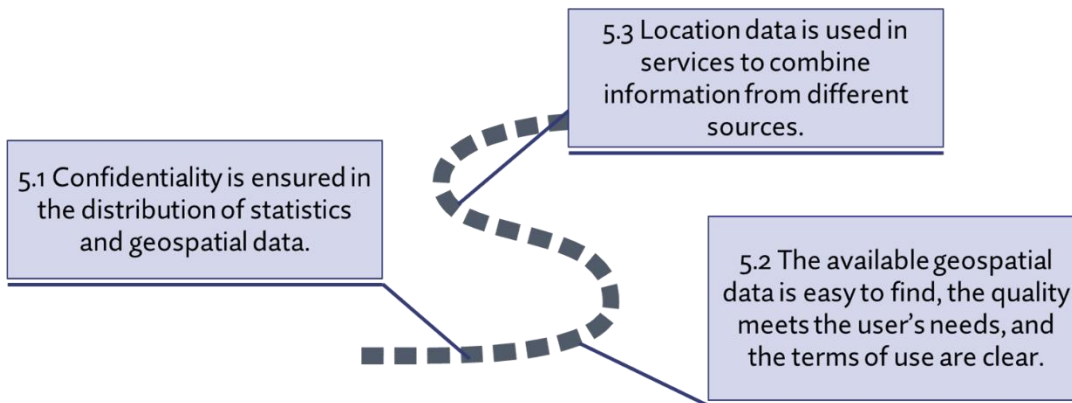 5.3 Location data is used in
services to combine
information from different
sources.
5.1 Confidentiality is ensured in
the distribution of statistics
and geospatial data.
5.2 The available geospatial
data is easy to find, the quality
meets the user’s needs, and
the terms of use are clear.